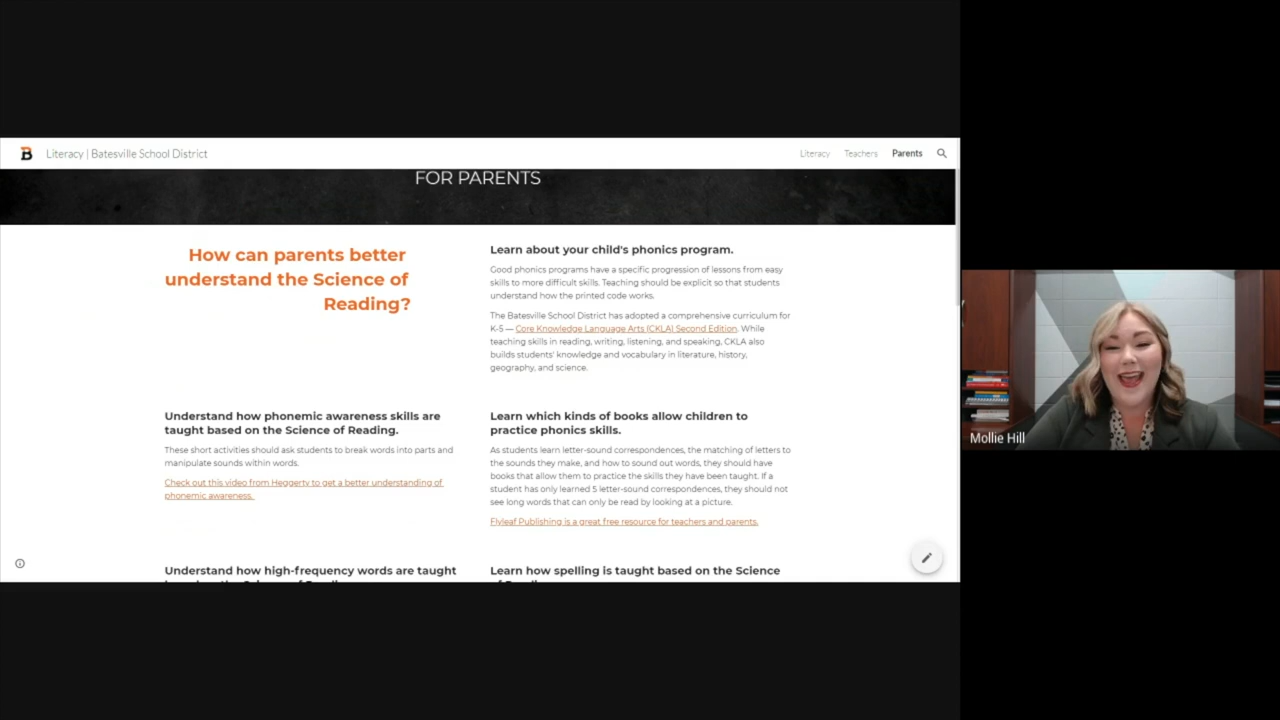 B
Literacy | Batesville School District
Literacy
Teachers
Parents
FOR PARENTS
How can parents better
understand the Science of
Reading?
Learn about your child's phonics program.
Good phonics programs have a specific progression of lessons from easy
skills to more difficult skills. Teaching should be explicit so that students
understand how the printed code works.
The Batesville School District has adopted a comprehensive curriculum for
K-5 — Core Knowledge Language Arts (CKLA) Second Edition. While
teaching skills in reading, writing, listening, and speaking, CKLA also
builds students' knowledge and vocabulary in literature, history,
geography, and science.
Understand how phonemic awareness skills are
taught based on the Science of Reading.
These short activities should ask students to break words into parts and
manipulate sounds within words.
Check out this video from Heggerty to get a better understanding of
phonemic awareness.
Learn which kinds of books allow children to
practice phonics skills.
As students learn letter-sound correspondences, the matching of letters to
the sounds they make, and how to sound out words, they should have
books that allow them to practice the skills they have been taught. If a
student has only learned 5 letter-sound correspondences, they should not
see long words that can only be read by looking at a picture.
Flyleaf Publishing is a great free resource for teachers and parents.
Understand how high-frequency words are taught
Learn how spelling is taught based on the Science
Mollie Hill